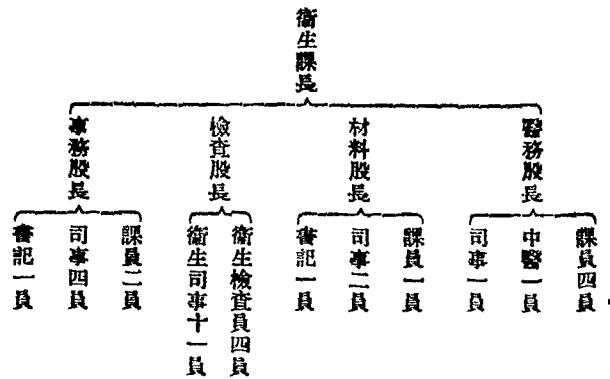 衞生課長
醫務股長
課員四員
中醫一員
司事一員
材料股長
課員一員
司事二員
書記一員
檢查股長
衞生檢查員四員
衞生司事十一員
事務股長
課員二員
司事四員
書記一員